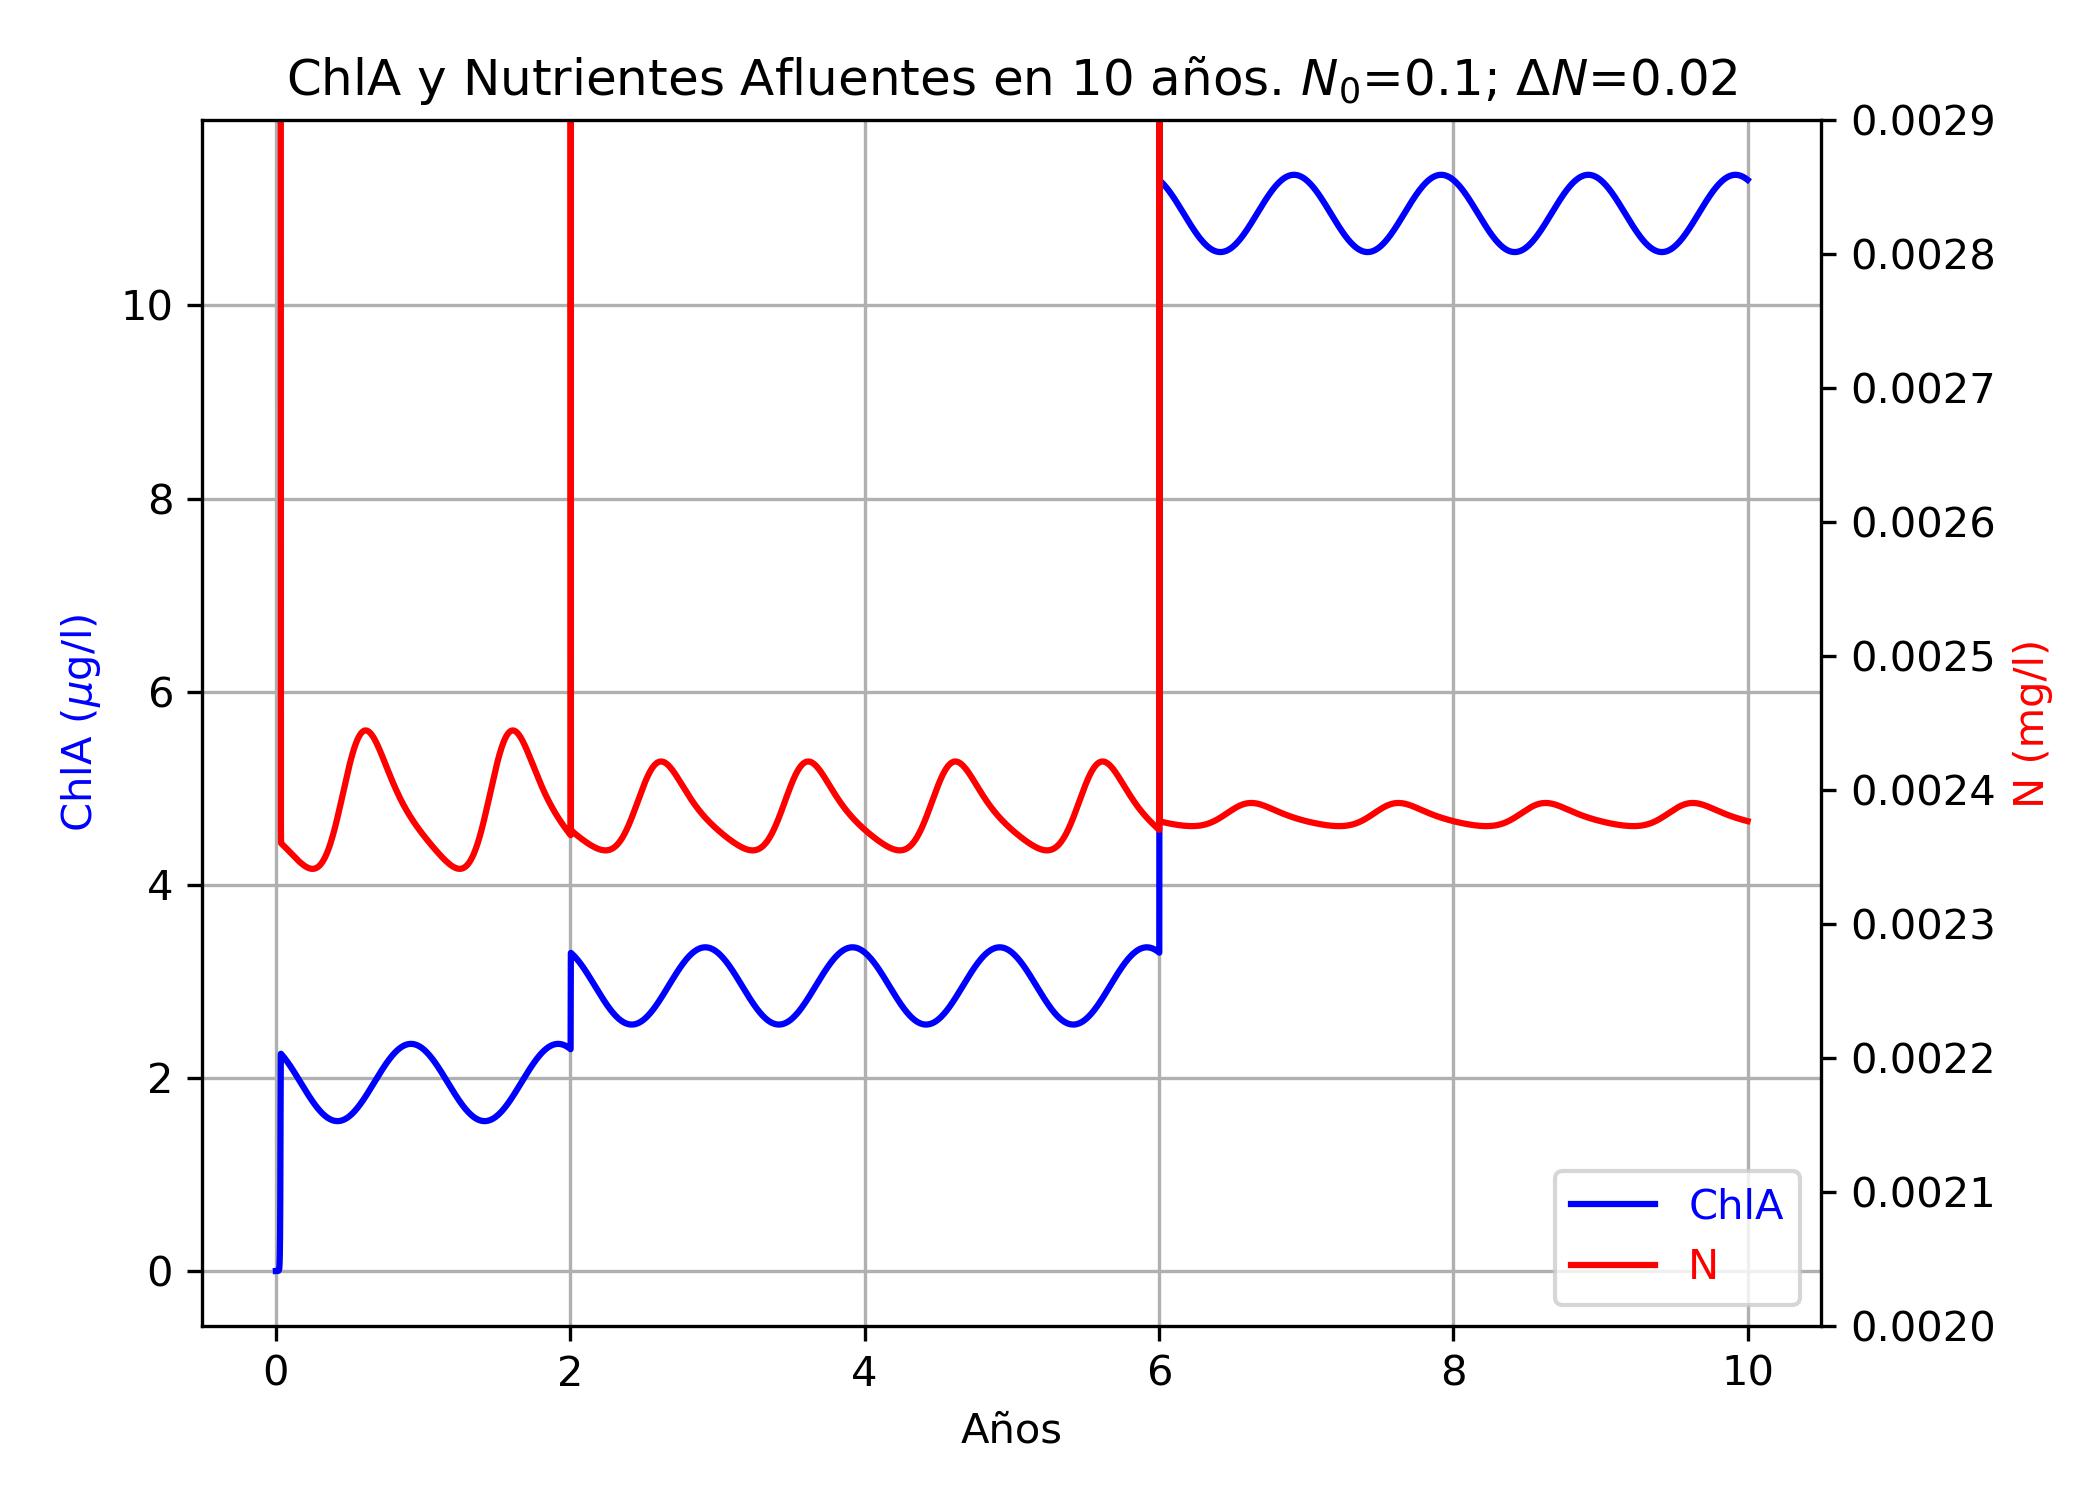 ChlA y Nutrientes Afluentes en 10 años. N₀=0.1; ΔN=0.02
ChlA (μg/l)
10
8
6
4
2
0
0.0029
0.0028
0.0027
0.0026
0.0025
0.0024
0.0023
0.0022
0.0021
0.0020
N (mg/l)
ChlA
N
0 2 4 6 8 10
Años